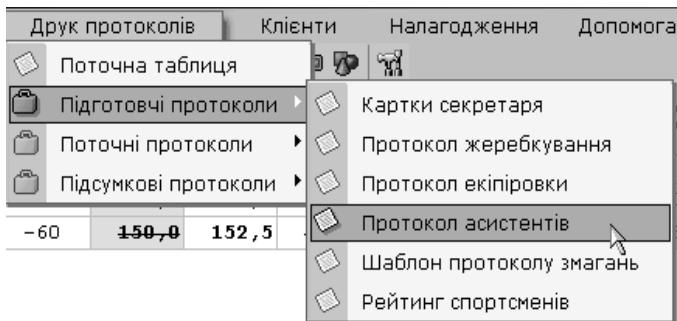 Друк протоколів Клієнти Налагодження Допомога
Поточна таблиця
Підготовчі протоколи
Поточні протоколи
Підсумкові протоколи
Картки секретаря
Протокол жеребкування
Протокол екіпіровки
Протокол асистентів
Шаблон протоколу змагань
Рейтинг спортсменів
-60 150,0 152,5